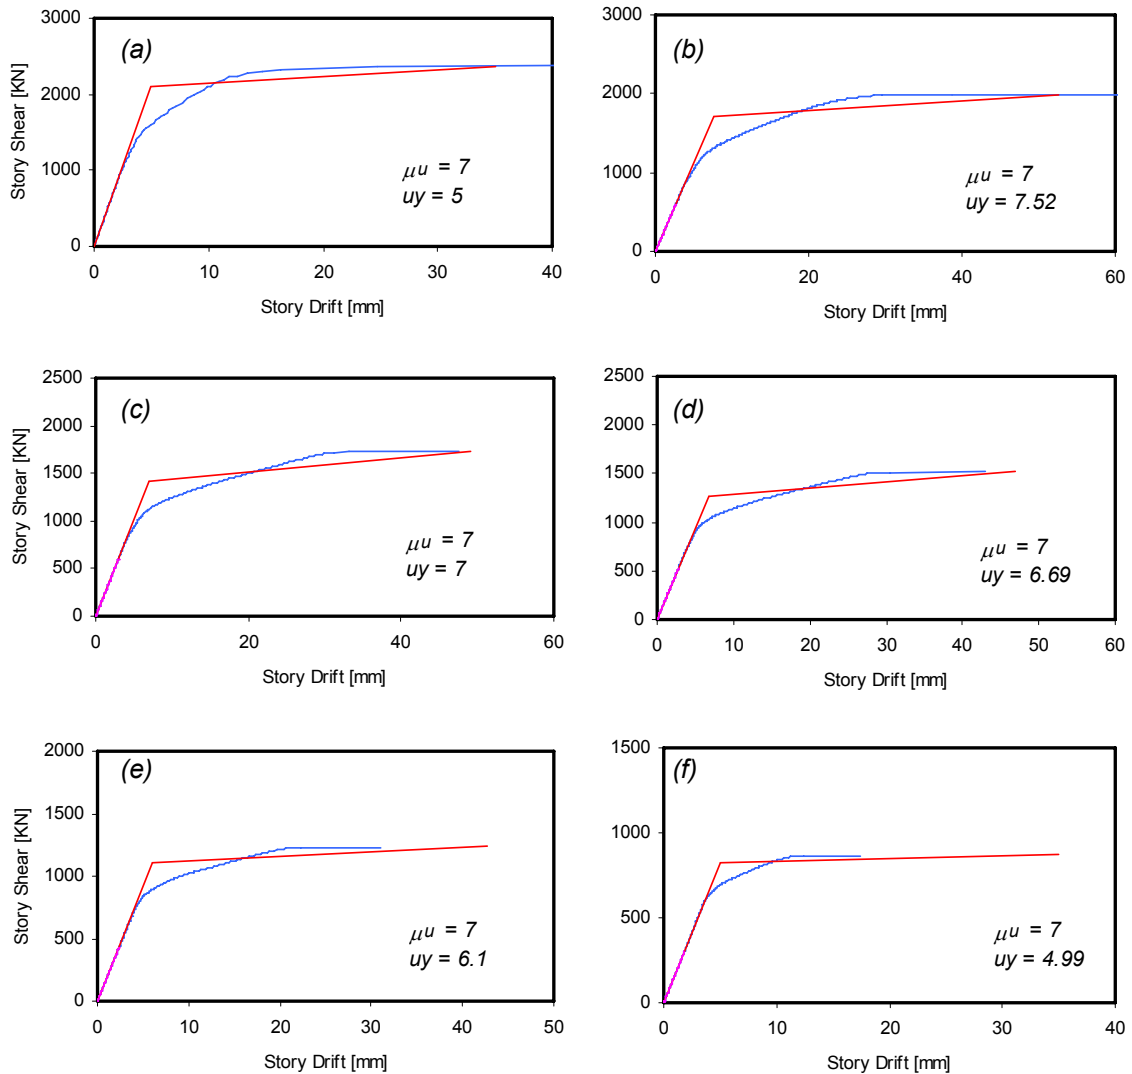 (a)
3000
2000
1000
0
Story Shear [KN]
μu = 7
uy = 5
0 10 20 30 40
Story Drift [mm]
(b)
3000
2000
1000
0
μu = 7
uy = 7.52
0 20 40 60
Story Drift [mm]
(c)
2500
2000
1500
1000
500
0
Story Shear [KN]
μu = 7
uy = 7
0 20 40 60
Story Drift [mm]
(d)
2500
2000
1500
1000
500
0
μu = 7
uy = 6.69
0 10 20 30 40 50 60
Story Drift [mm]
(e)
2000
1500
1000
500
0
Story Shear [KN]
μu = 7
uy = 6.1
0 10 20 30 40 50
Story Drift [mm]
(f)
1500
1000
500
0
μu = 7
uy = 4.99
0 10 20 30 40
Story Drift [mm]